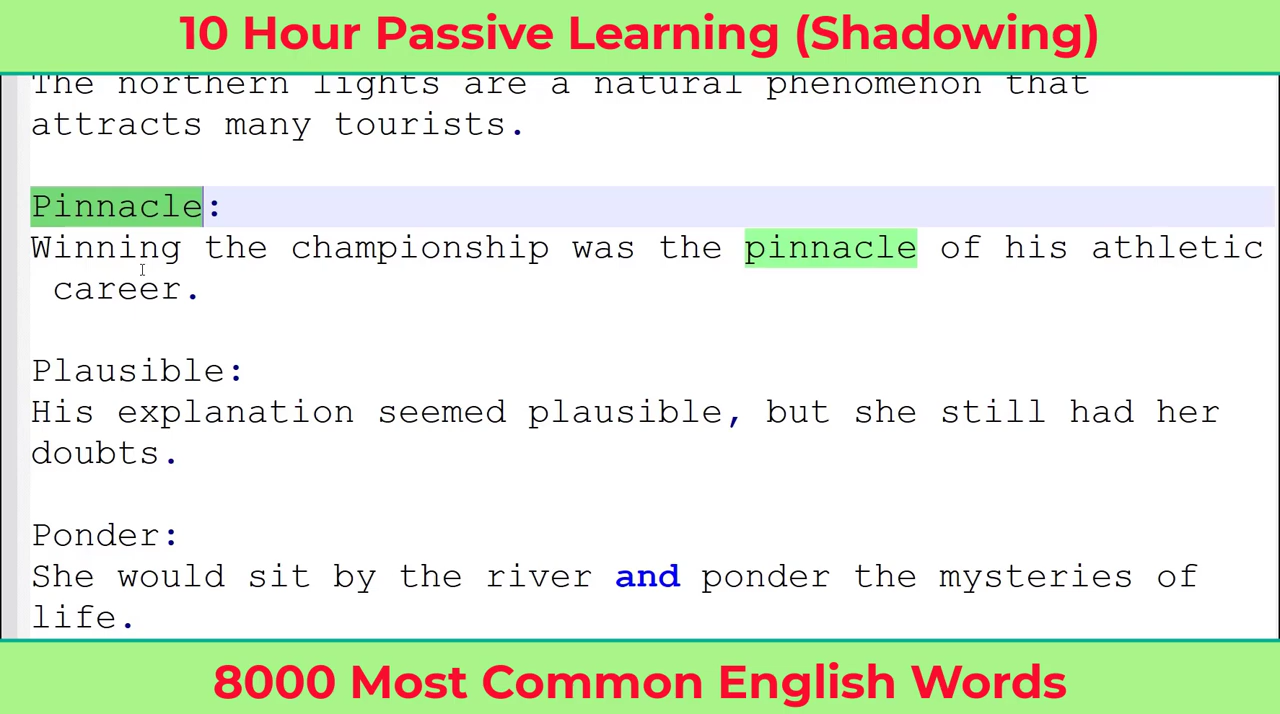 10 Hour Passive Learning (Shadowing)
The northern lights are a natural phenomenon that
attracts many tourists.
Pinnacle:
Winning the championship was the pinnacle of his athletic
career.
Plausible:
His explanation seemed plausible, but she still had her
doubts.
Ponder:
She would sit by the river and ponder the mysteries of
life.
8000 Most Common English Words